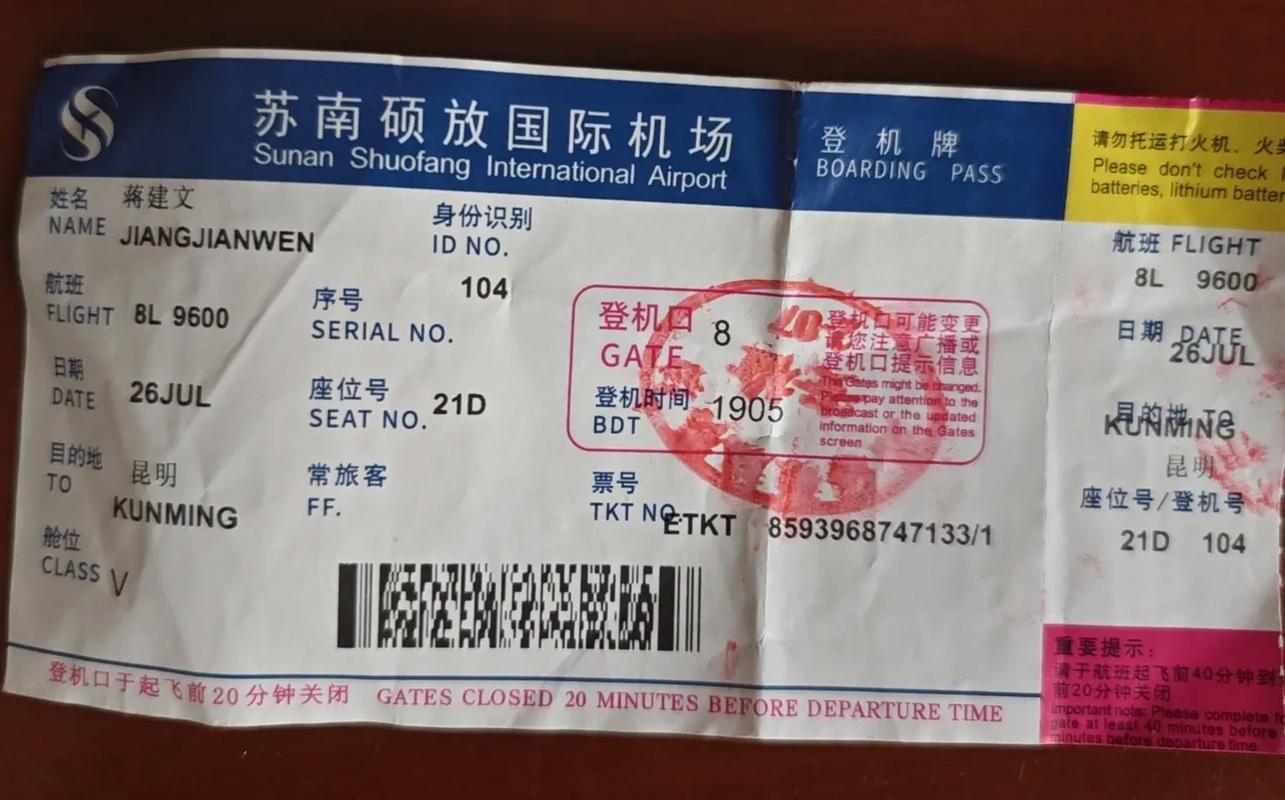 苏南硕放国际机场
Sunan Shuofang International Airport
登机牌
BOARDING PASS
请勿托运打火机、火
Please don't check
batteries, lithium batter
姓名 蒋建文
NAME JIANGJIANWEN
身份识别
ID NO.
航班
FLIGHT 8L 9600
序号 104
SERIAL NO.
日期
DATE 26JUL
座位号
SEAT NO. 21D
目的地
TO 昆明
KUNMING
常旅客
FF.
舱位
CLASS V
登机口
GATE 8
登机时间
BDT 1905
登机口可能变更
请您注意广播或
登机口提示信息
The Gates might be changed.
Please pay attention to the
broadcast or the updated
information on the Gates
screen
票号
TKT NO. ETKT 8593968747133/1
登机口于起飞前20分钟关闭 GATES CLOSED 20 MINUTES BEFORE DEPARTURE TIME
航班 FLIGHT
8L 9600
日期 DATE
26JUL
目的地 TO
KUNMING
昆明
座位号/登机号
21D 104
重要提示：
请于航班起飞前40分钟到
前20分钟关闭
Important note: Please complete
gate at least 40 minutes before
minutes before departure time